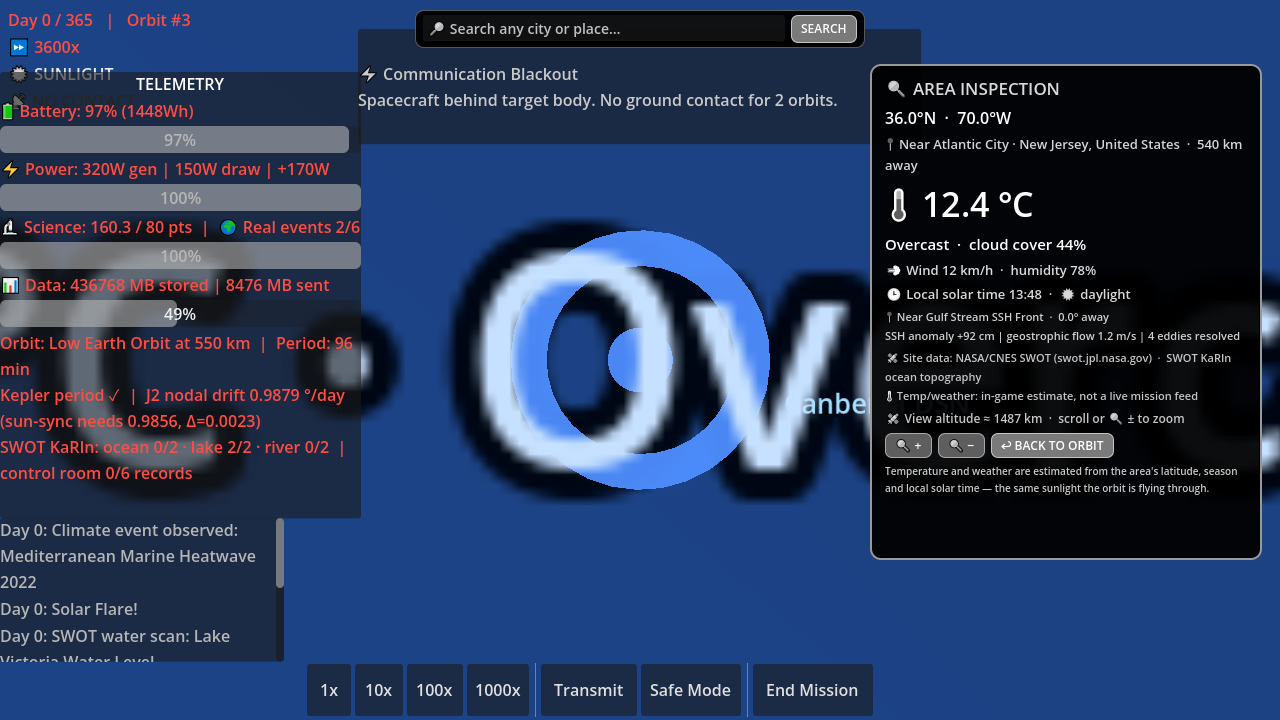 Day 0 / 365 | Orbit #3
⏩ 3600x
SUNLIGHT
TELEMETRY
Battery: 97% (1448Wh)
97%
⚡ Power: 320W gen | 150W draw | +170W
100%
🔬 Science: 160.3 / 80 pts | 🌍 Real events 2/6
100%
📊 Data: 436768 MB stored | 8476 MB sent
49%
Orbit: Low Earth Orbit at 550 km | Period: 96
min
Kepler period ✓ | J2 nodal drift 0.9879 °/day
(sun-sync needs 0.9856, Δ=0.0023)
SWOT KaRIn: ocean 0/2 · lake 2/2 · river 0/2 |
control room 0/6 records
Day 0: Climate event observed:
Mediterranean Marine Heatwave
2022
Day 0: Solar Flare!
Day 0: SWOT water scan: Lake
Victoria Water Level
🔎 Search any city or place...
SEARCH
⚡ Communication Blackout
Spacecraft behind target body. No ground contact for 2 orbits.
°C · Ove
Canbe
🔍 AREA INSPECTION
36.0°N · 70.0°W
📍 Near Atlantic City · New Jersey, United States · 540 km
away
🌡 12.4 °C
Overcast · cloud cover 44%
Wind 12 km/h · humidity 78%
🕒 Local solar time 13:48 · ☀ daylight
📍 Near Gulf Stream SSH Front · 0.0° away
SSH anomaly +92 cm | geostrophic flow 1.2 m/s | 4 eddies resolved
🛰 Site data: NASA/CNES SWOT (swot.jpl.nasa.gov) · SWOT KaRIn
ocean topography
🌡 Temp/weather: in-game estimate, not a live mission feed
🛰 View altitude ≈ 1487 km · scroll or 🔍 ± to zoom
🔍 +
🔍 −
↩ BACK TO ORBIT
Temperature and weather are estimated from the area's latitude, season
and local solar time — the same sunlight the orbit is flying through.
1x
10x
100x
1000x
Transmit
Safe Mode
End Mission